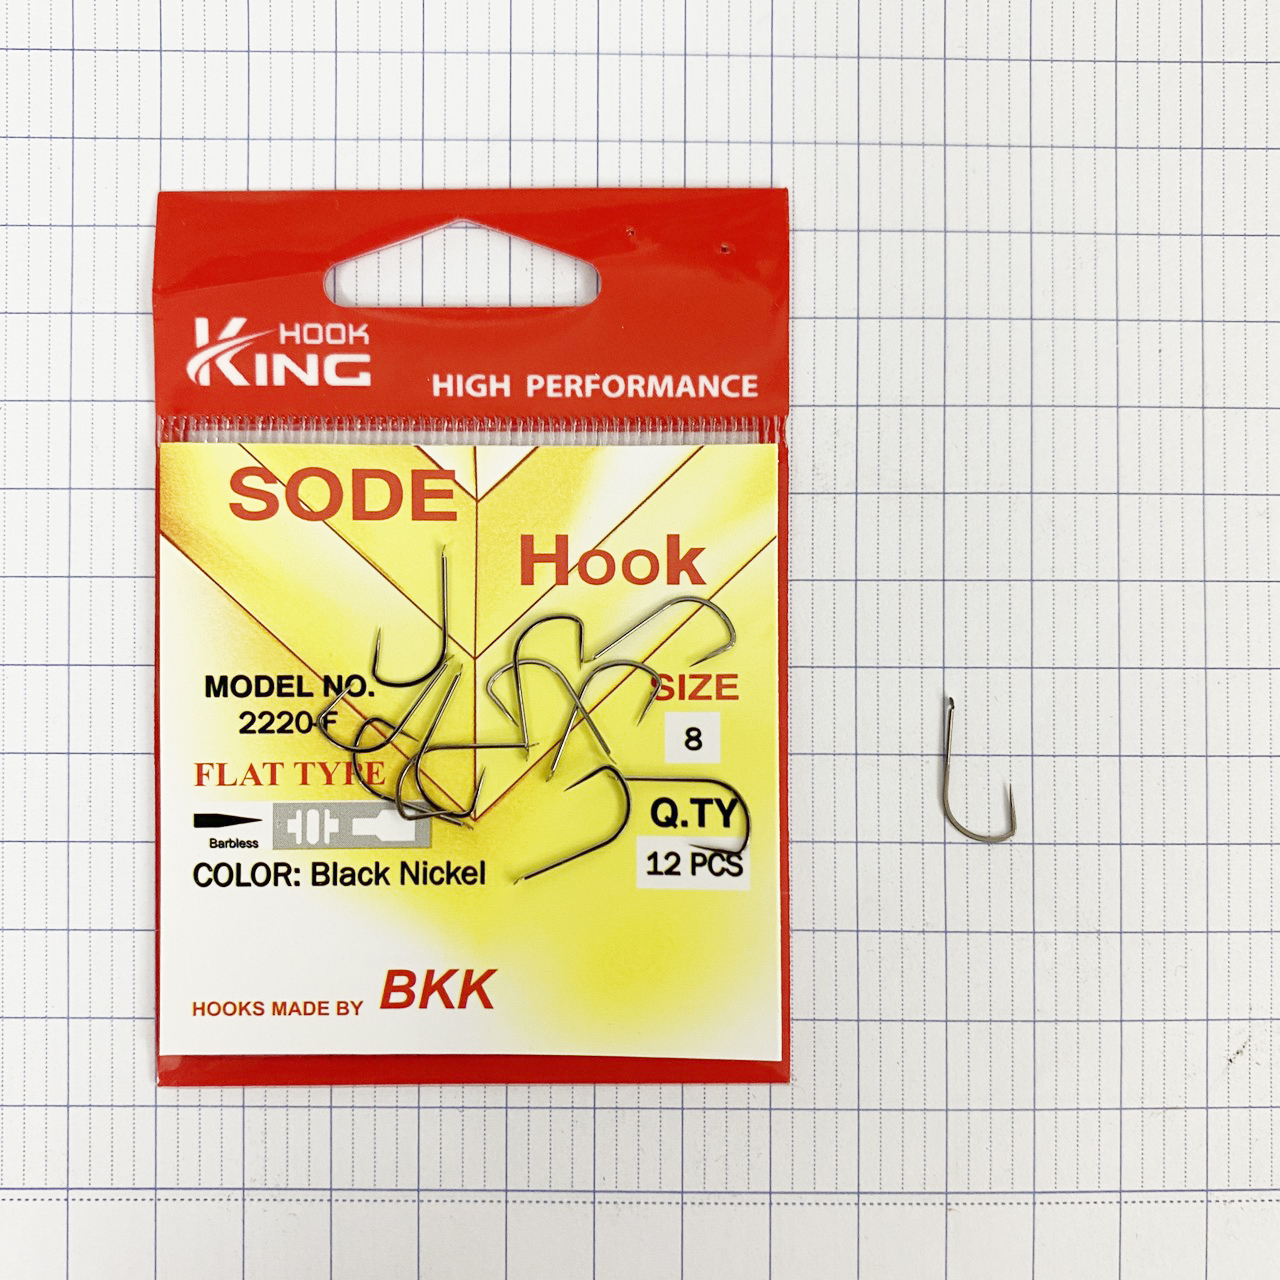 HOOK
KING
HIGH PERFORMANCE
SODE
Hook
MODEL NO.
2220-F
SIZE
8
FLAT TYPE
Barbless
Q.TY
12 PCS
COLOR: Black Nickel
HOOKS MADE BY BKK